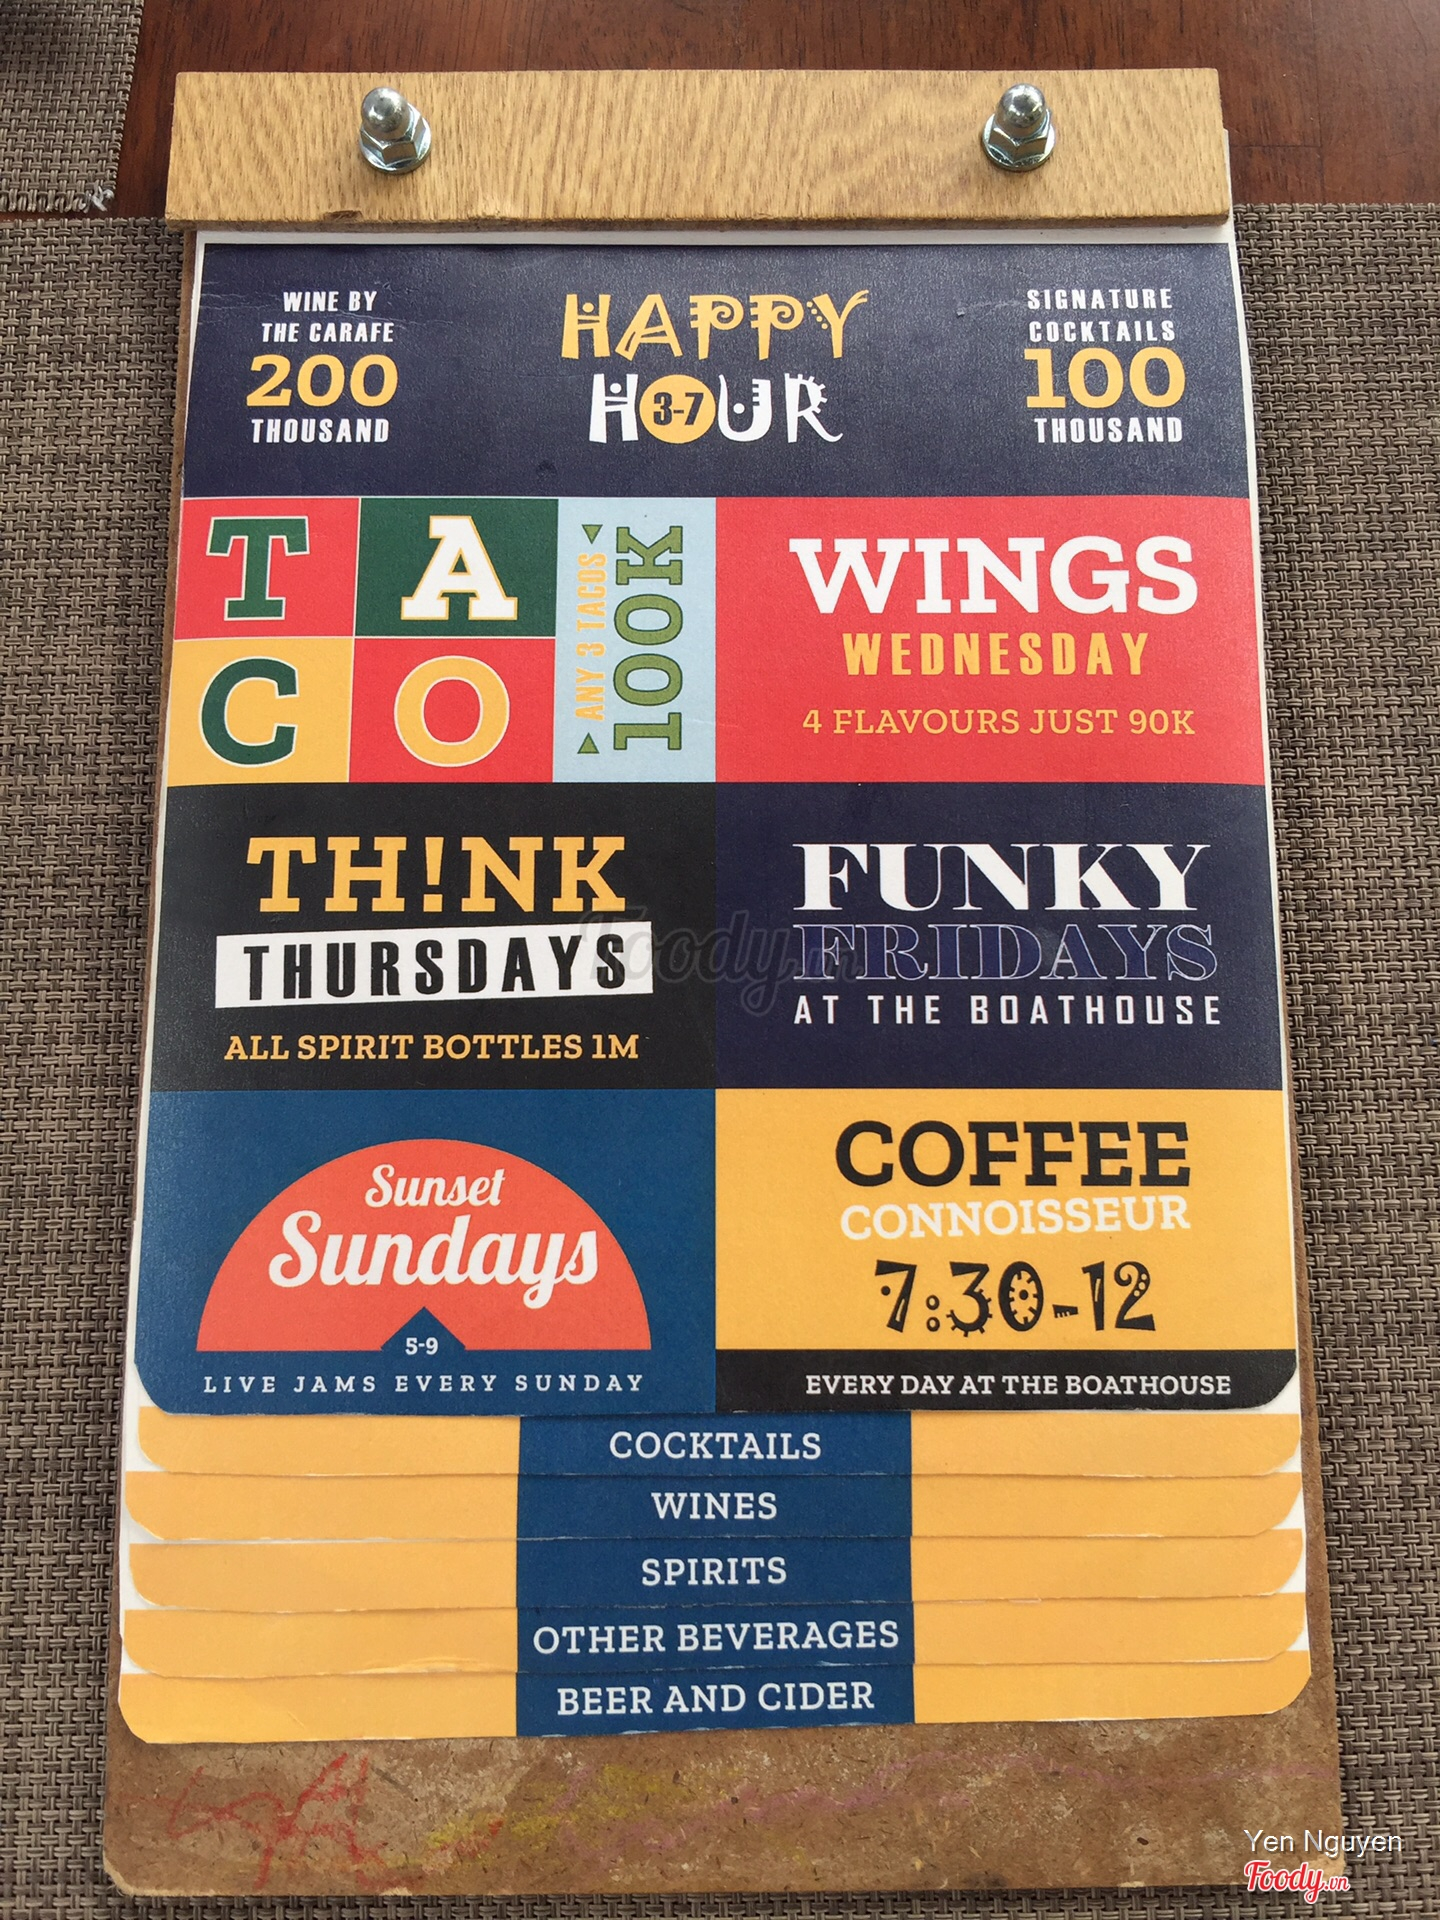 WINE BY
THE CARAFE
200
THOUSAND
HAPPY
HOUR
3-7
SIGNATURE
COCKTAILS
100
THOUSAND
TACO
ANY 3 TACOS
100K
WINGS
WEDNESDAY
4 FLAVOURS JUST 90K
TH!NK
THURSDAYS
ALL SPIRIT BOTTLES 1M
FUNKY
FRIDAYS
AT THE BOATHOUSE
Foody.vn
Sunset
Sundays
5-9
LIVE JAMS EVERY SUNDAY
COFFEE
CONNOISSEUR
7:30-12
EVERY DAY AT THE BOATHOUSE
COCKTAILS
WINES
SPIRITS
OTHER BEVERAGES
BEER AND CIDER
Yen Nguyen
Foody.vn